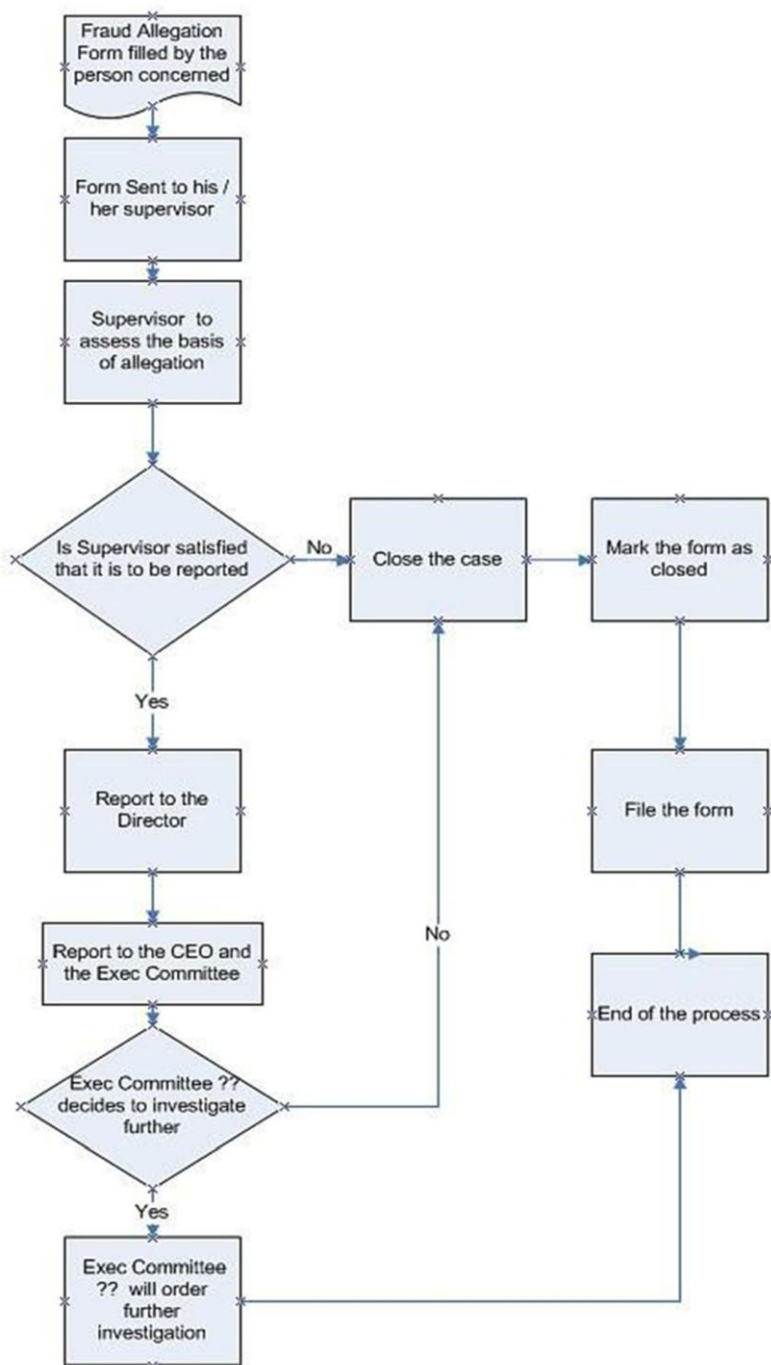 Fraud Allegation
Form filled by the
person concerned
Form Sent to his /
her supervisor
Supervisor to
assess the basis
of allegation
Is Supervisor satisfied
that it is to be reported
No
Close the case
Mark the form as
closed
Yes
Report to the
Director
File the form
No
Report to the CEO and
the Exec Committee
End of the process
Exec Committee ??
decides to investigate
further
Yes
Exec Committee
?? will order
further
investigation